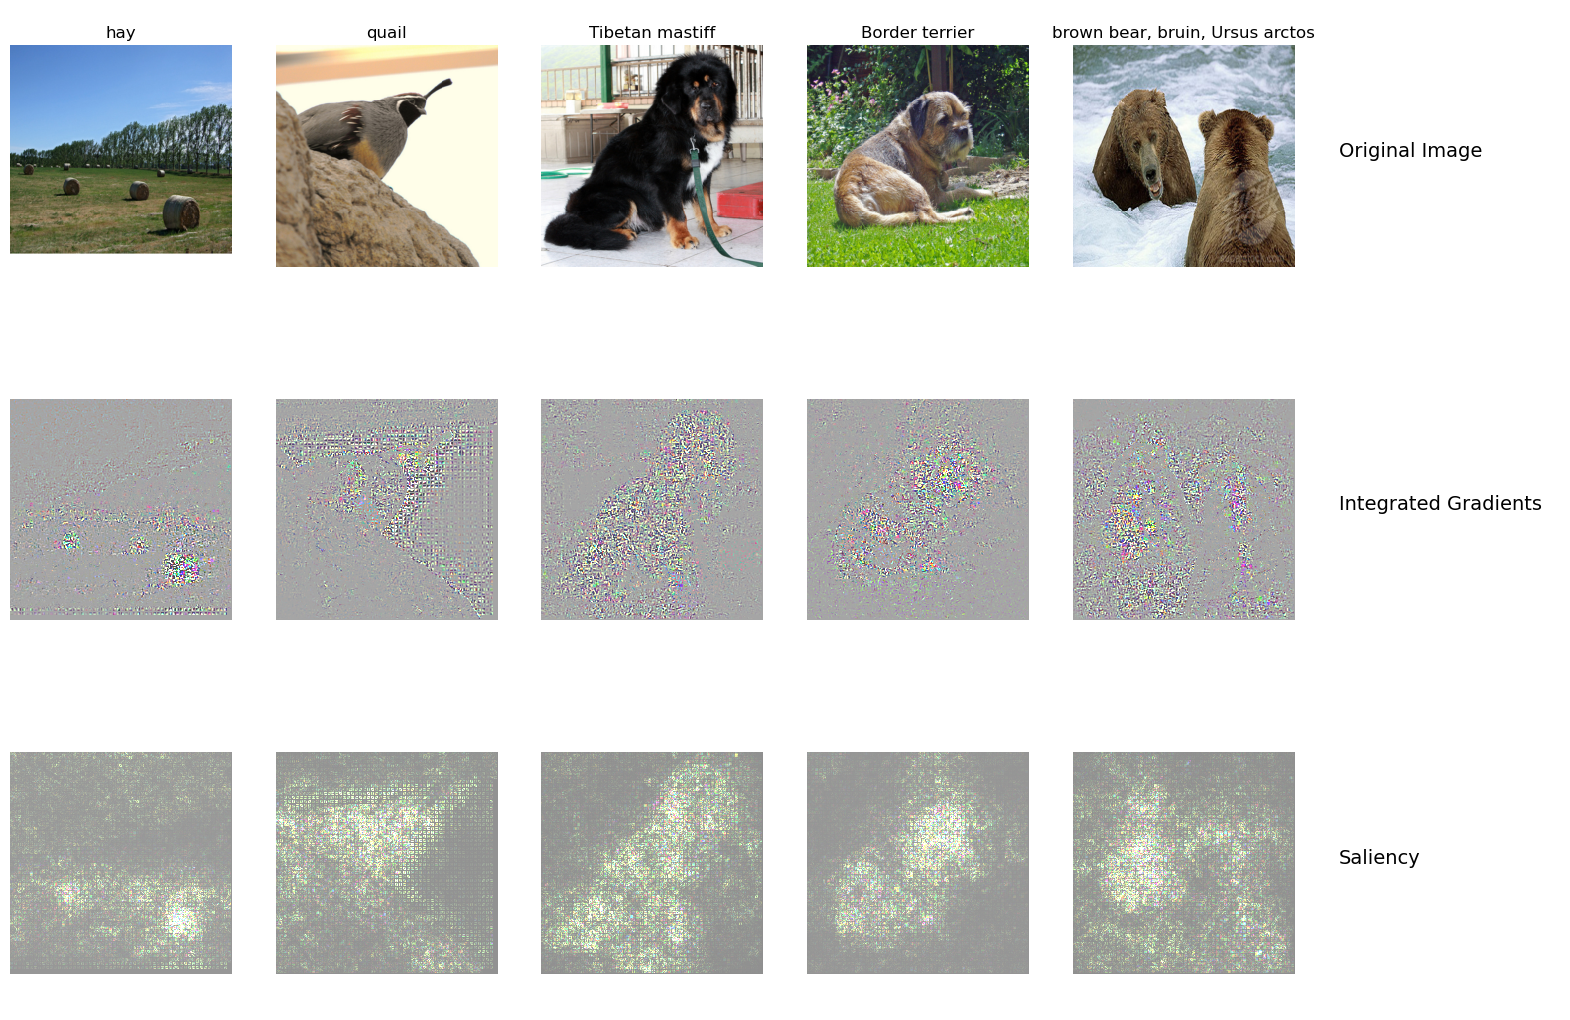 hay
quail
Tibetan mastiff
Border terrier
brown bear, bruin, Ursus arctos
Original Image
Integrated Gradients
Saliency